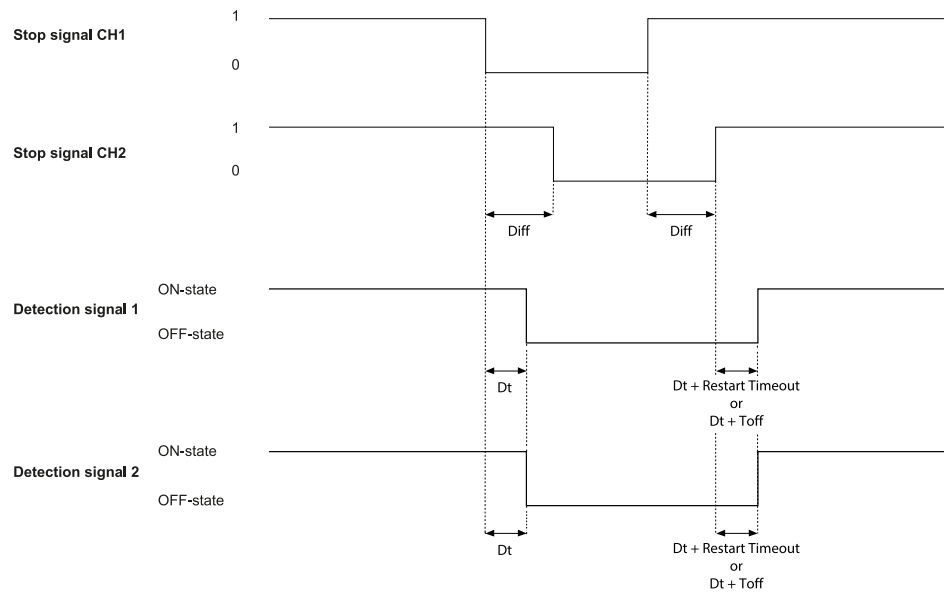 1
Stop signal CH1
0
1
Stop signal CH2
0
Diff
Diff
ON-state
Detection signal 1
OFF-state
Dt
Dt + Restart Timeout
or
Dt + Toff
ON-state
Detection signal 2
OFF-state
Dt
Dt + Restart Timeout
or
Dt + Toff